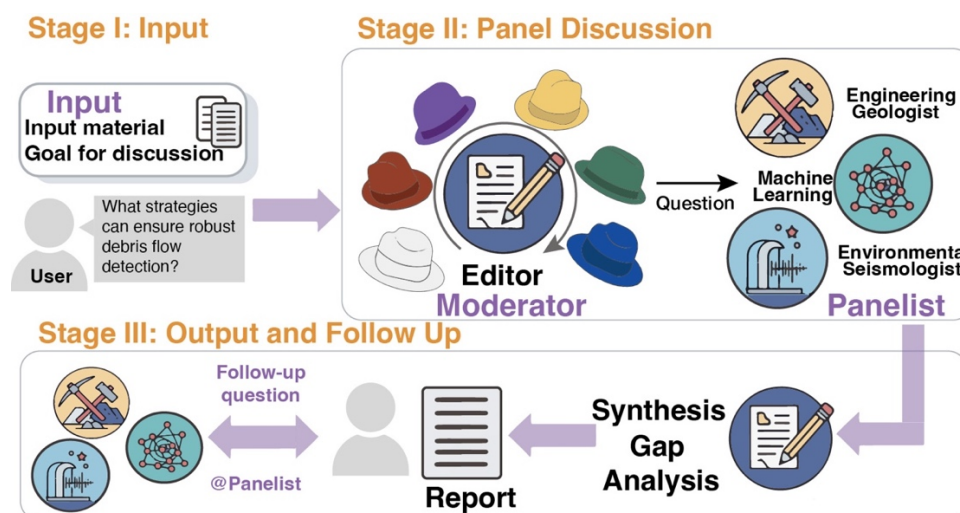 Stage I: Input
Input
Input material
Goal for discussion
User
What strategies
can ensure robust
debris flow
detection?
Stage II: Panel Discussion
Editor
Moderator
Question
Engineering
Geologist
Machine
Learning
Environmenta
Seismologist
Panelist
Stage III: Output and Follow Up
Follow-up
question
@Panelist
Report
Synthesis
Gap
Analysis